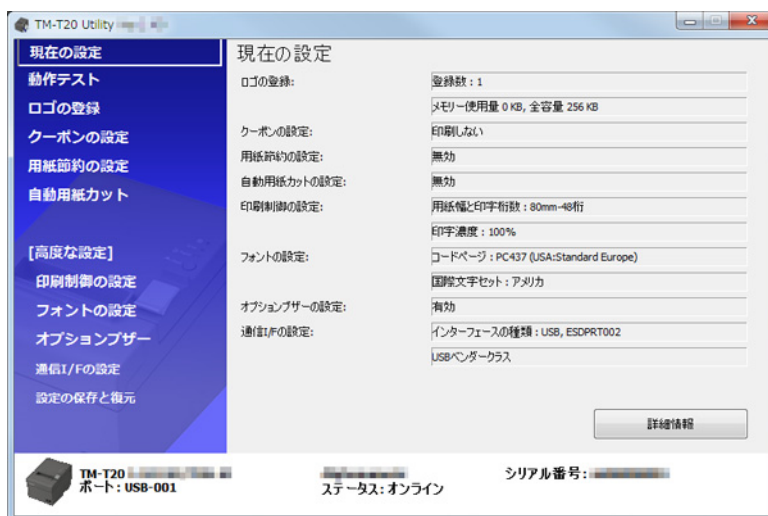 TM-T20 Utility
現在の設定
動作テスト
ロゴの登録
クーポンの設定
用紙節約の設定
自動用紙カット
[高度な設定]
印刷制御の設定
フォントの設定
オプションブザー
通信I/Fの設定
設定の保存と復元
現在の設定
ロゴの登録: 登録数:1
メモリー使用量 0 KB, 全容量 256 KB
クーポンの設定: 印刷しない
用紙節約の設定: 無効
自動用紙カットの設定: 無効
印刷制御の設定: 用紙幅と印字桁数:80mm-48桁
印字濃度:100%
フォントの設定: コードページ:PC437 (USA:Standard Europe)
国際文字セット:アメリカ
オプションブザーの設定: 有効
通信I/Fの設定: インターフェースの種類:USB, ESDPRT002
USBベンダークラス
詳細情報
TM-T20
ポート:USB-001
ステータス:オンライン
シリアル番号: